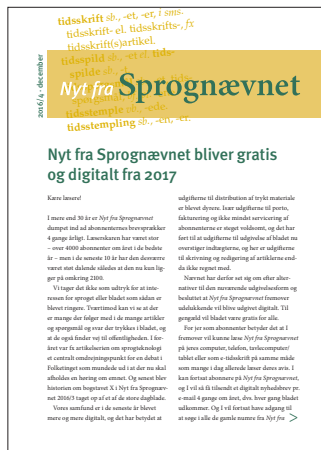 tidsskrift sb., -et, -er, i sms.
tidsskrift- el. tidsskrifts-, fx
tidsskrift(s)artikel.
tidsspild sb., -et el. tids-
spilde sb., -
Nyt fra Sprognævnet
tidsstemple vb., -ede.
tidsstempling sb., -en, -er.
2016/4 · december
Nyt fra Sprognævnet bliver gratis
og digitalt fra 2017
Kære læsere!
I mere end 30 år er Nyt fra Sprognævnet
dumpet ind ad abonnenternes brevsprækker
4 gange årligt. Læserskaren har været stor
– over 4000 abonnenter om året i de bedste
år – men i de seneste 10 år har den desværre
været støt dalende således at den nu kun lig-
ger på omkring 2100.
Vi tager det ikke som udtryk for at inte-
ressen for sproget eller bladet som sådan er
blevet ringere. Tværtimod kan vi se at der
er mange der følger med i de mange artikler
og spørgsmål og svar der trykkes i bladet, og
at de også finder vej til offentligheden. I for-
året var fx artikelserien om sprogteknologi
et centralt omdrejningspunkt for en debat i
Folketinget som mundede ud i at der nu skal
afholdes en høring om emnet. Og senest blev
historien om bogstavet X i Nyt fra Sprognæv-
net 2016/3 taget op af et af de store dagblade.
Vores samfund er i de seneste år blevet
mere og mere digitalt, og det har betydet at
udgifterne til distribution af trykt materiale
er blevet dyrere. Især udgifterne til porto,
fakturering og ikke mindst servicering af
abonnenterne er steget voldsomt, og det har
ført til at udgifterne til udgivelse af bladet nu
overstiger indtægterne, og her er udgifterne
til skrivning og redigering af artiklerne end-
da ikke regnet med.
Nævnet har derfor set sig om efter alter-
nativer til den nuværende udgivelsesform og
besluttet at Nyt fra Sprognævnet fremover
udelukkende vil blive udgivet digitalt. Til
gengæld vil bladet være gratis for alle.
For jer som abonnenter betyder det at I
fremover vil kunne læse Nyt fra Sprognævnet
på jeres computer, telefon, tavlecomputer/
tablet eller som e-tidsskrift på samme måde
som mange i dag allerede læser deres avis. I
kan fortsat abonnere på Nyt fra Sprognævnet,
og I vil så få tilsendt et digitalt nyhedsbrev pr.
e-mail 4 gange om året, dvs. hver gang bladet
udkommer. Og I vil fortsat have adgang til
at søge i alle de gamle numre fra Nyt fra >